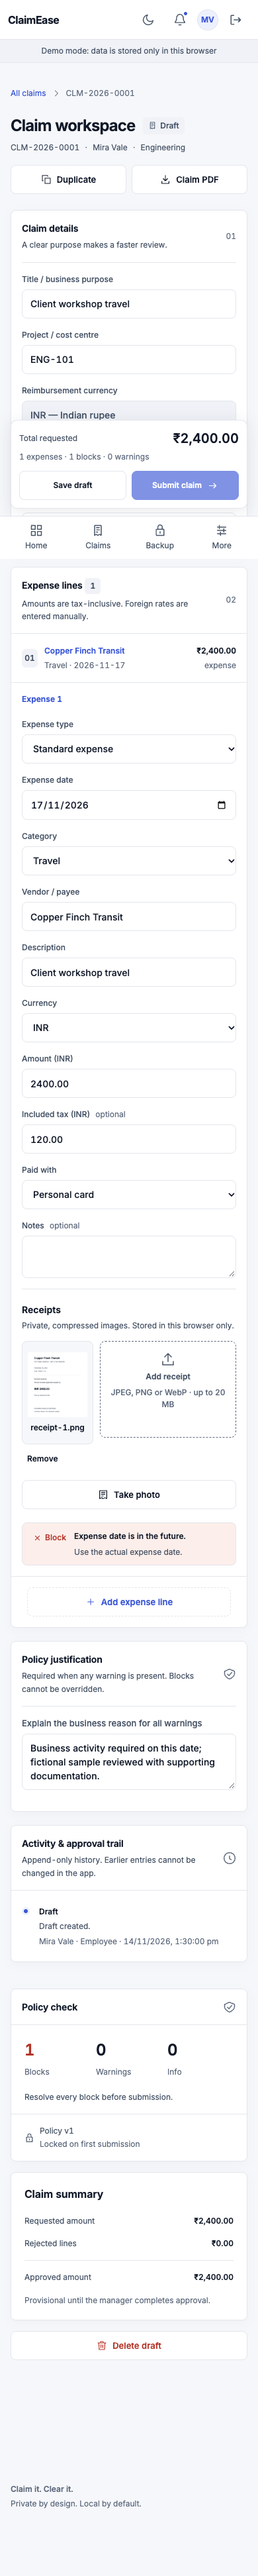 ClaimEase
MV
Demo mode: data is stored only in this browser
All claims > CLM-2026-0001
Claim workspace
Draft
CLM-2026-0001 · Mira Vale · Engineering
Duplicate
Claim PDF
Claim details
A clear purpose makes a faster review.
01
Title / business purpose
Client workshop travel
Project / cost centre
ENG-101
Reimbursement currency
INR — Indian rupee
Total requested
₹2,400.00
1 expenses · 1 blocks · 0 warnings
Save draft
Submit claim →
Home
Claims
Backup
More
Expense lines 1
Amounts are tax-inclusive. Foreign rates are
entered manually.
02
01
Copper Finch Transit
₹2,400.00
Travel · 2026-11-17
expense
Expense 1
Expense type
Standard expense
Expense date
17/11/2026
Category
Travel
Vendor / payee
Copper Finch Transit
Description
Client workshop travel
Currency
INR
Amount (INR)
2400.00
Included tax (INR) optional
120.00
Paid with
Personal card
Notes optional
Receipts
Private, compressed images. Stored in this browser only.
receipt-1.png
Add receipt
JPEG, PNG or WebP · up to 20
MB
Remove
Take photo
× Block
Expense date is in the future.
Use the actual expense date.
+ Add expense line
Policy justification
Required when any warning is present. Blocks
cannot be overridden.
Explain the business reason for all warnings
Business activity required on this date;
fictional sample reviewed with supporting
documentation.
Activity & approval trail
Append-only history. Earlier entries cannot be
changed in the app.
Draft
Draft created.
Mira Vale · Employee · 14/11/2026, 1:30:00 pm
Policy check
1
0
0
Blocks
Warnings
Info
Resolve every block before submission.
Policy v1
Locked on first submission
Claim summary
Requested amount
₹2,400.00
Rejected lines
₹0.00
Approved amount
₹2,400.00
Provisional until the manager completes approval.
Delete draft
Claim it. Clear it.
Private by design. Local by default.